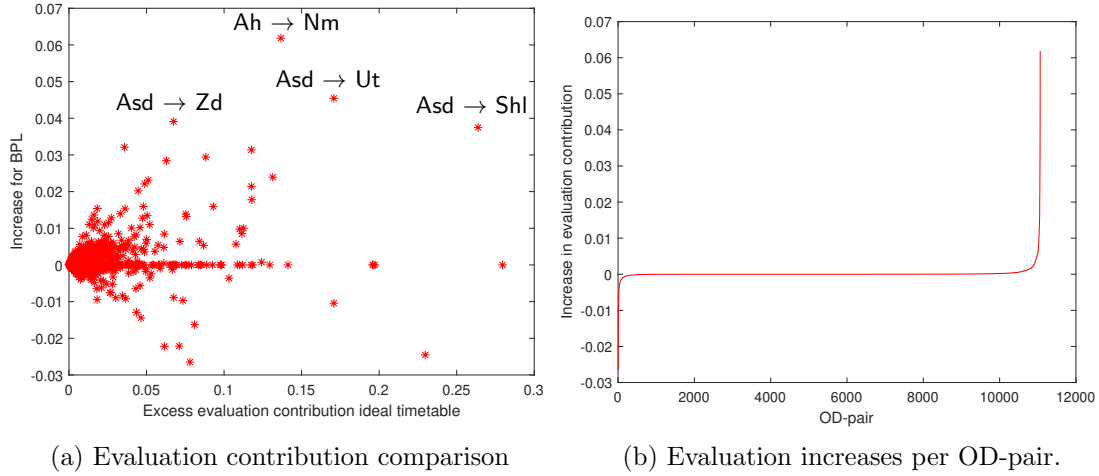 0.07
0.06
0.05
0.04
0.03
0.02
0.01
0
-0.01
-0.02
-0.03
Increase for BPL
Ah → Nm
Asd → Ut
Asd → Zd
Asd → Shl
0 0.05 0.1 0.15 0.2 0.25 0.3
Excess evaluation contribution ideal timetable
(a) Evaluation contribution comparison
0.07
0.06
0.05
0.04
0.03
0.02
0.01
0
-0.01
-0.02
-0.03
Increase in evaluation contribution
0 2000 4000 6000 8000 10000 12000
OD-pair
(b) Evaluation increases per OD-pair.